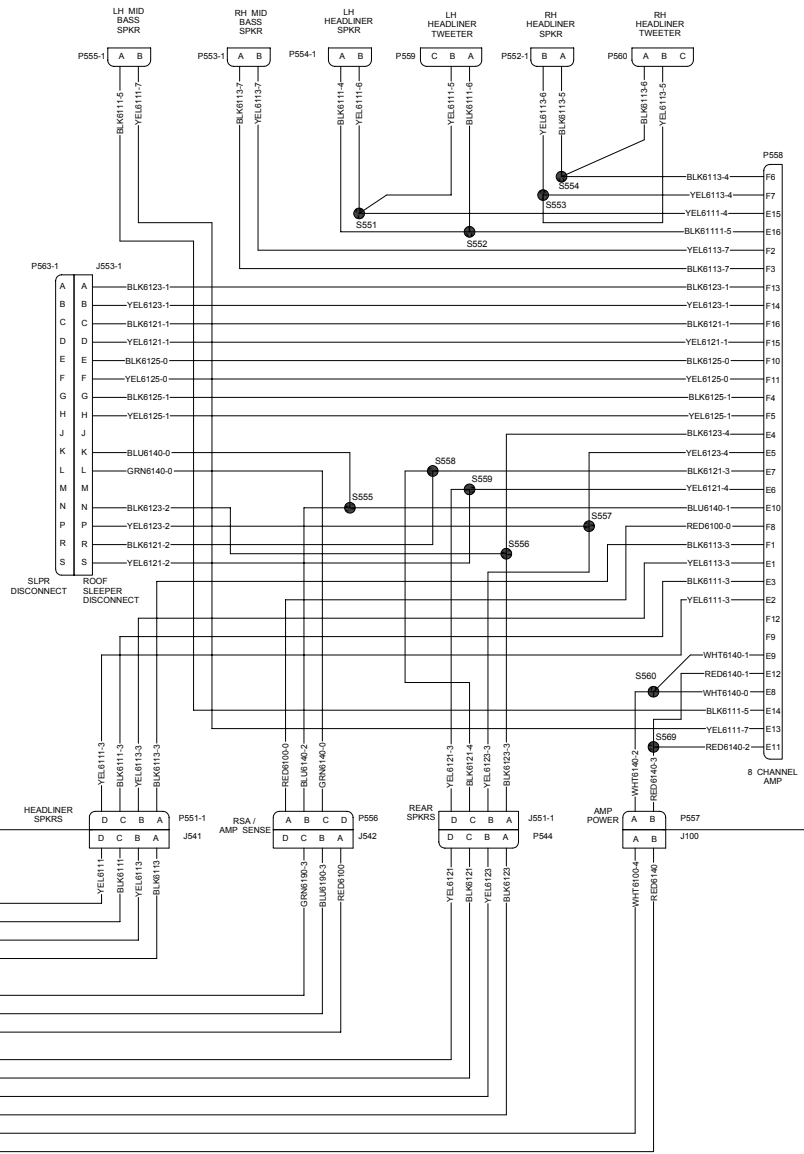 LH MID
BASS
SPKR
RH MID
BASS
SPKR
LH
HEADLINER
SPKR
LH
HEADLINER
TWEETER
RH
HEADLINER
SPKR
RH
HEADLINER
TWEETER
P555-1 A B
P553-1 A B
P554-1 A B
P559 C B A
P552-1 B A
P560 A B C
BLK6111-5
YEL6111-7
BLK6113-7
YEL6113-7
BLK6111-4
YEL6111-6
YEL6111-5
BLK6111-6
YEL6113-6
BLK6113-5
BLK6113-6
YEL6113-5
P558
S554
S553
S551
S552
BLK6113-4 F6
YEL6113-4 F7
YEL6111-4 E15
BLK61111-5 E16
YEL6113-7 F2
BLK6113-7 F3
P563-1 J553-1
A A BLK6123-1 BLK6123-1 F13
B B YEL6123-1 YEL6123-1 F14
C C BLK6121-1 BLK6121-1 F16
D D YEL6121-1 YEL6121-1 F15
E E BLK6125-0 BLK6125-0 F10
F F YEL6125-0 YEL6125-0 F11
G G BLK6125-1 BLK6125-1 F4
H H YEL6125-1 YEL6125-1 F5
J J BLK6123-4 E4
K K BLU6140-0 YEL6123-4 E5
L L GRN6140-0 S558 BLK6121-3 E7
M M S559 YEL6121-4 E6
N N BLK6123-2 S555 BLU6140-1 E10
P P YEL6123-2 S557 RED6100-0 F8
R R BLK6121-2 S556 BLK6113-3 F1
S S YEL6121-2 YEL6113-3 E1
SLPR
DISCONNECT
ROOF
SLEEPER
DISCONNECT
BLK6111-3 E3
YEL6111-3 E2
F12
F9
WHT6140-1 E9
RED6140-1 E12
S560
WHT6140-0 E8
BLK6111-5 E14
YEL6111-7 E13
S569
RED6140-2 E11
8 CHANNEL
AMP
YEL6111-3
BLK6111-3
YEL6113-3
BLK6113-3
RED6100-0
BLU6140-2
GRN6140-0
YEL6121-3
BLK6121-4
YEL6123-3
BLK6123-3
WHT6140-2
RED6140-3
HEADLINER
SPKRS
D C B A P551-1
D C B A J541
RSA /
AMP SENSE
A B C D P556
D C B A J542
REAR
SPKRS
D C B A J551-1
D C B A P544
AMP
POWER
A B P557
A B J100
YEL6111
BLK6111
YEL6113
BLK6113
GRN6190-3
BLU6190-3
RED6100
YEL6121
BLK6121
YEL6123
BLK6123
WHT6100-4
RED6140